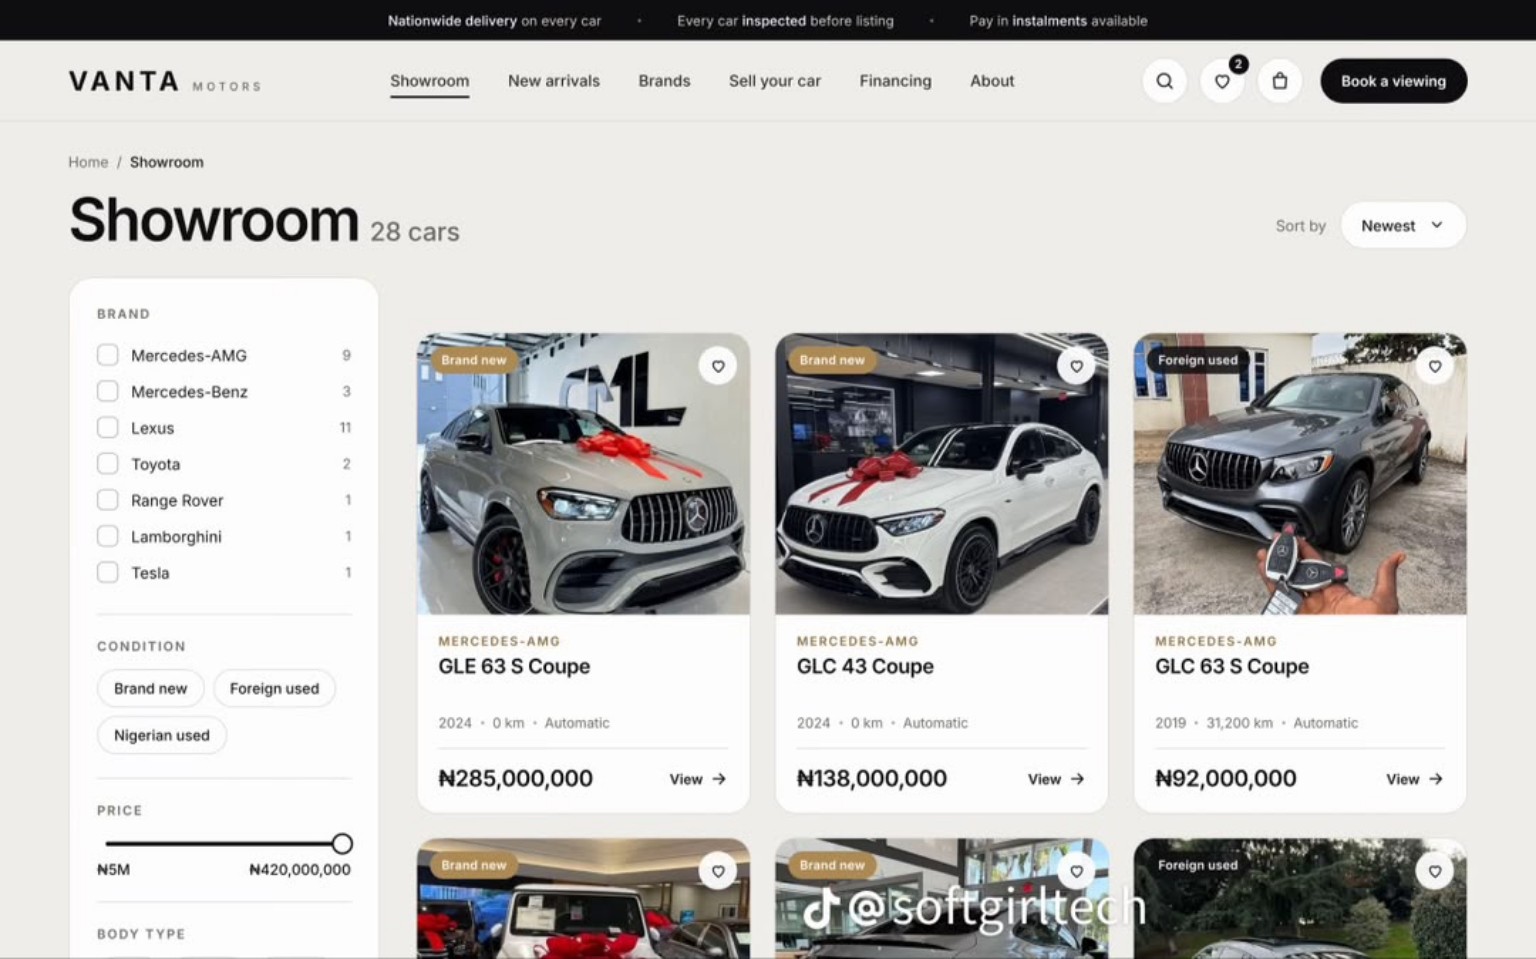 Nationwide delivery on every car • Every car inspected before listing • Pay in instalments available
VANTA MOTORS
Showroom New arrivals Brands Sell your car Financing About
2
Book a viewing
Home / Showroom
Showroom 28 cars
Sort by Newest
BRAND
Mercedes-AMG 9
Mercedes-Benz 3
Lexus 11
Toyota 2
Range Rover 1
Lamborghini 1
Tesla 1
CONDITION
Brand new Foreign used
Nigerian used
PRICE
₦5M ₦420,000,000
BODY TYPE
Brand new
MERCEDES-AMG
GLE 63 S Coupe
2024 • 0 km • Automatic
₦285,000,000 View →
Brand new
MERCEDES-AMG
GLC 43 Coupe
2024 • 0 km • Automatic
₦138,000,000 View →
Foreign used
MERCEDES-AMG
GLC 63 S Coupe
2019 • 31,200 km • Automatic
₦92,000,000 View →
Brand new
Brand new
Foreign used
@softgirltech